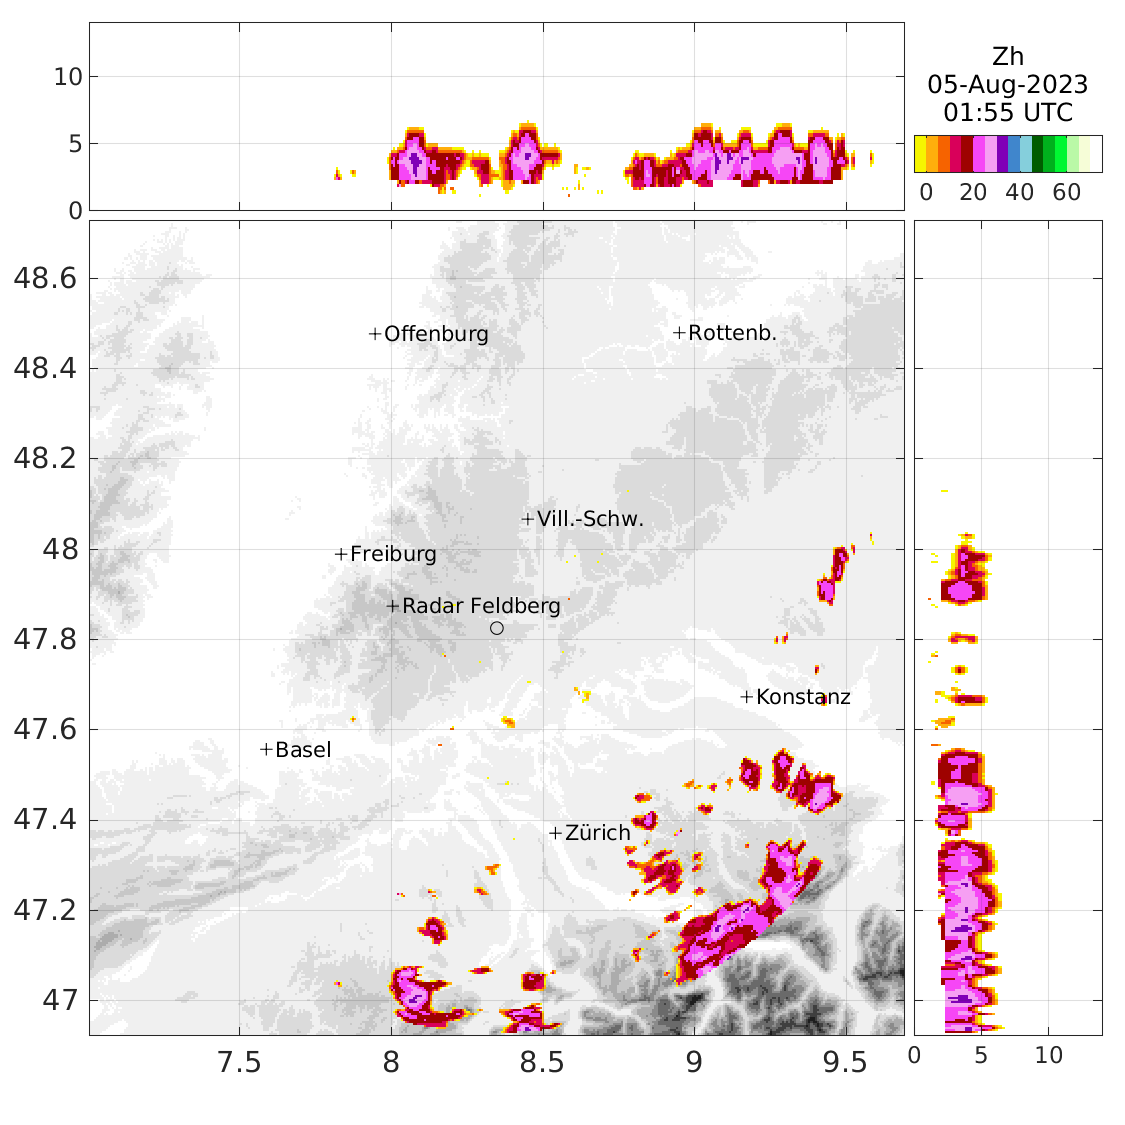 10
5
0
Zh
05-Aug-2023
01:55 UTC
0 20 40 60
48.6
48.4
48.2
48
47.8
47.6
47.4
47.2
47
+Offenburg
+Rottenb.
+Vill.-Schw.
+Freiburg
+Radar Feldberg
+Konstanz
+Basel
+Zürich
7.5 8 8.5 9 9.5
0 5 10